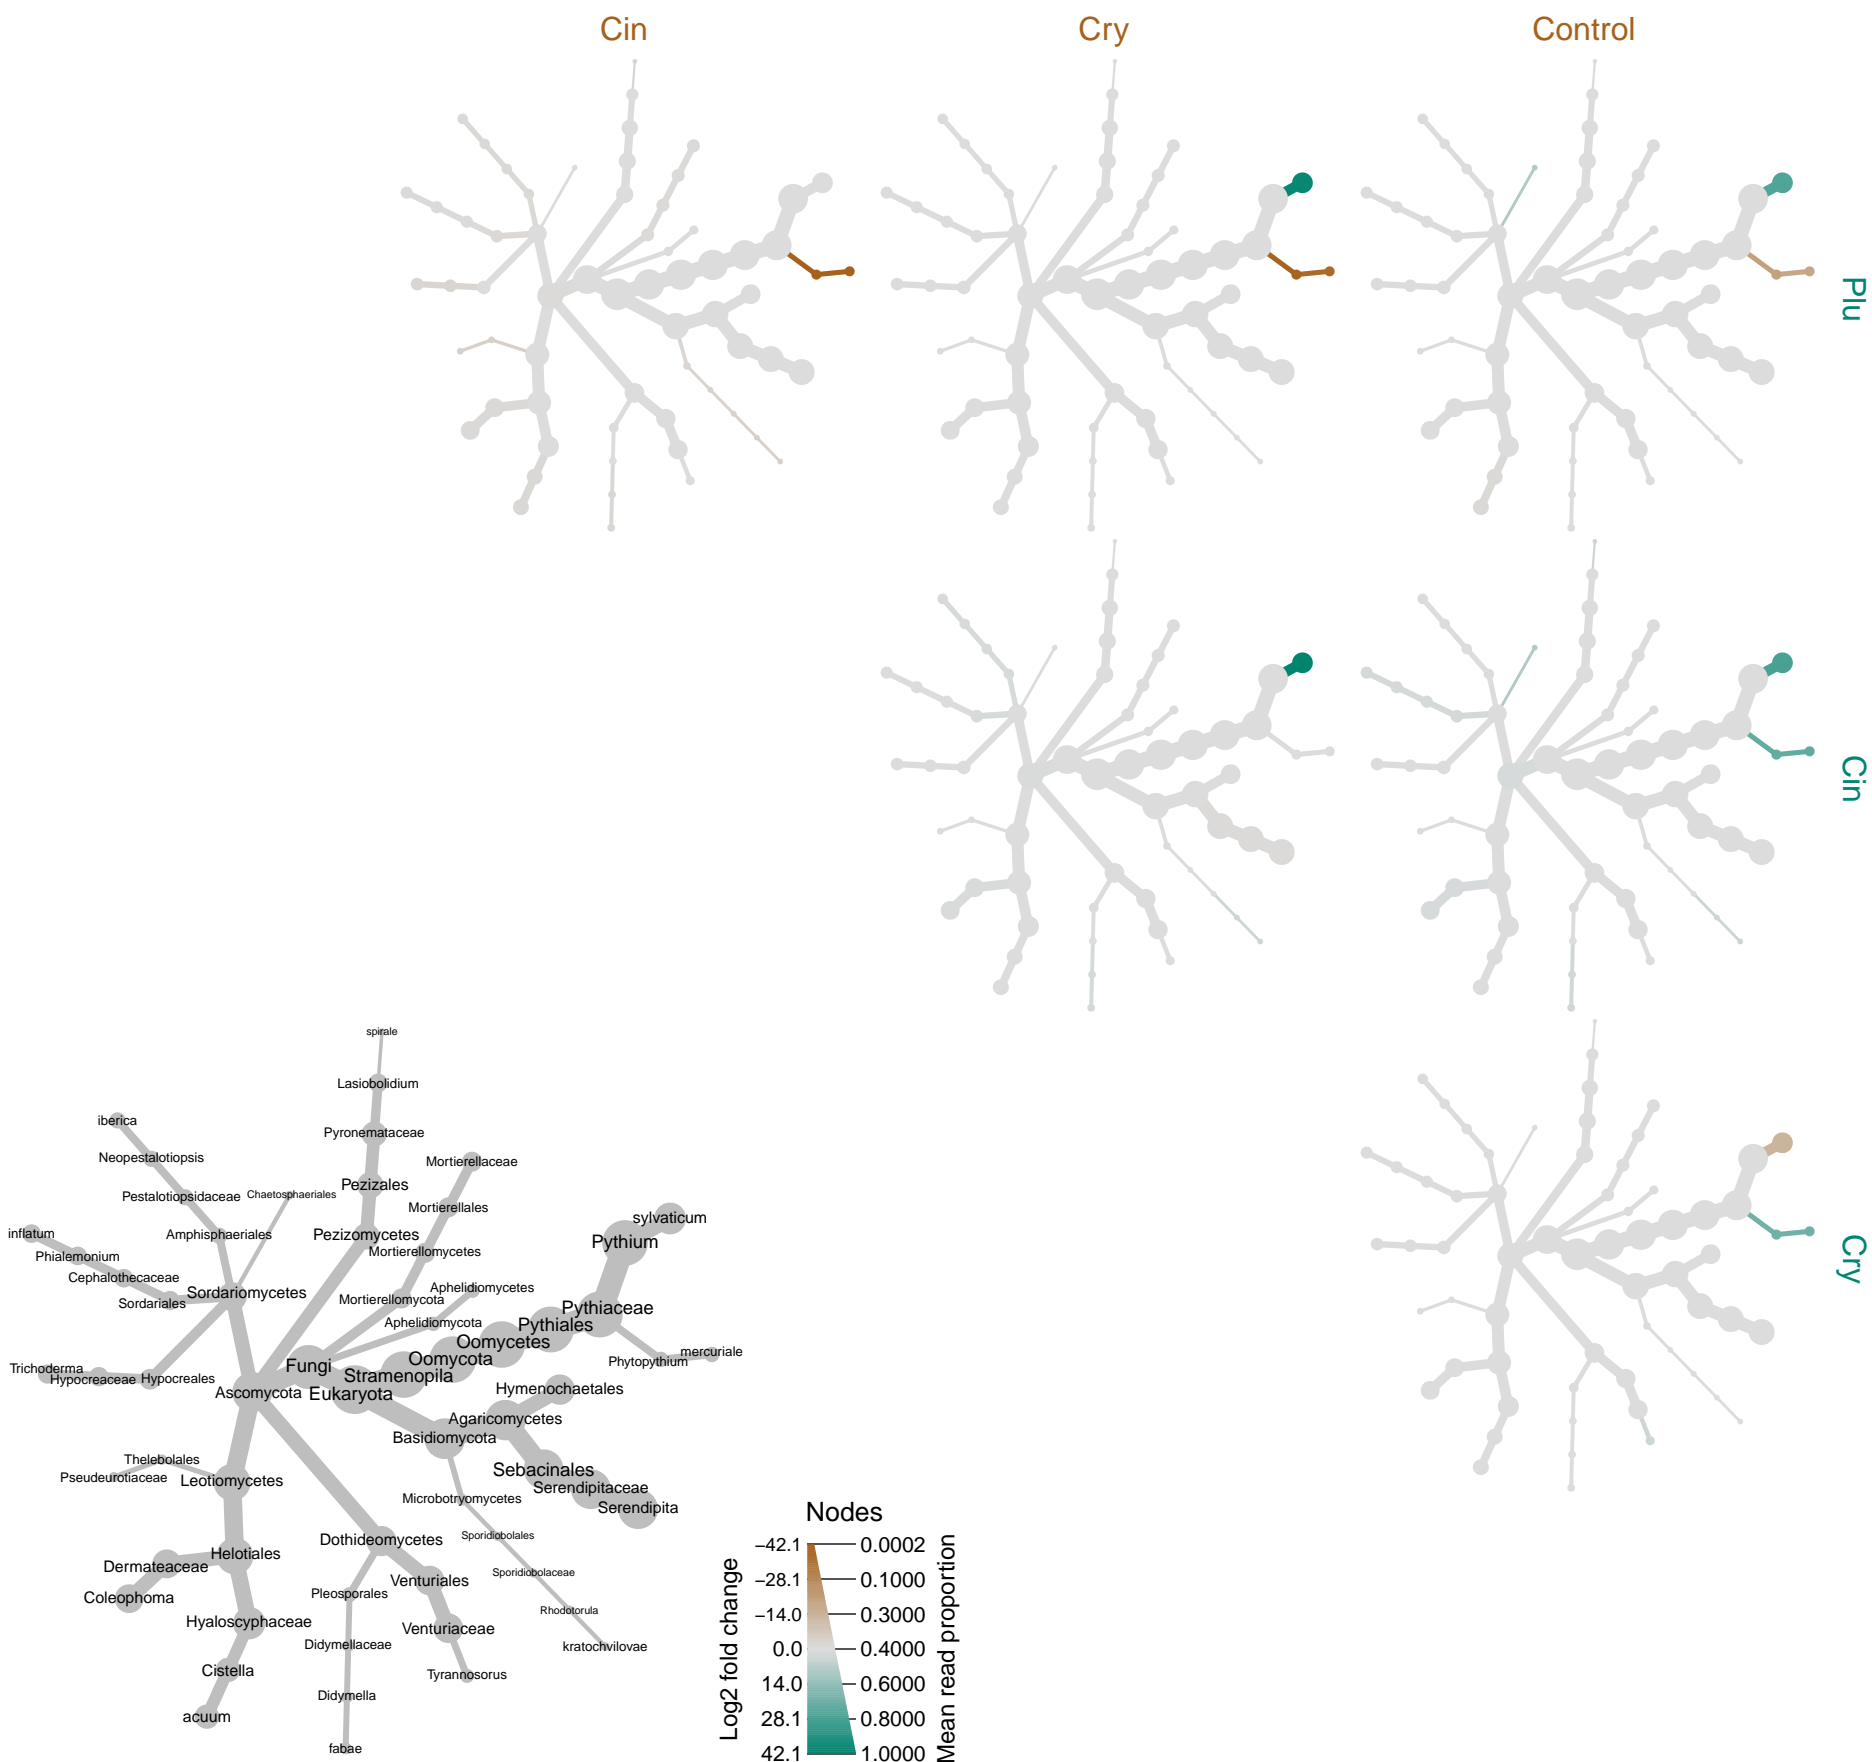 Cin
Cry
Control
Plu
Cin
Cry
spirale
Lasiobolidium
iberica
Pyronemataceae
Neopestalotiopsis
Mortierellaceae
Pezizales
Pestalotiopsidaceae
Chaetosphaeriales
Mortierellales
sylvaticum
inflatum
Amphisphaeriales
Pezizomycetes
Pythium
Phialemonium
Mortierellomycetes
Cephalothecaceae
Sordariomycetes
Aphelidiomycetes
Sordariales
Mortierellomycota
Pythiaceae
Aphelidiomycota
Pythiales
Oomycetes
Oomycota
mercuriale
Phytopythium
Fungi
Trichoderma
Stramenopila
Hypocreaceae
Hypocreales
Ascomycota
Eukaryota
Hymenochaetales
Agaricomycetes
Basidiomycota
Thelebolales
Pseudeurotiaceae
Leotiomycetes
Sebacinales
Serendipitaceae
Microbotryomycetes
Serendipita
Sporidiobolales
Dothideomycetes
Helotiales
Dermateaceae
Sporidiobolaceae
Venturiales
Pleosporales
Coleophoma
Rhodotorula
Hyaloscyphaceae
Venturiaceae
Didymellaceae
kratochvilovae
Cistella
Tyrannosorus
Didymella
acuum
fabae
Nodes
−42.1 0.0002
−28.1 0.1000
−14.0 0.3000
0.0 0.4000
14.0 0.6000
28.1 0.8000
42.1 1.0000
Log2 fold change
Mean read proportion